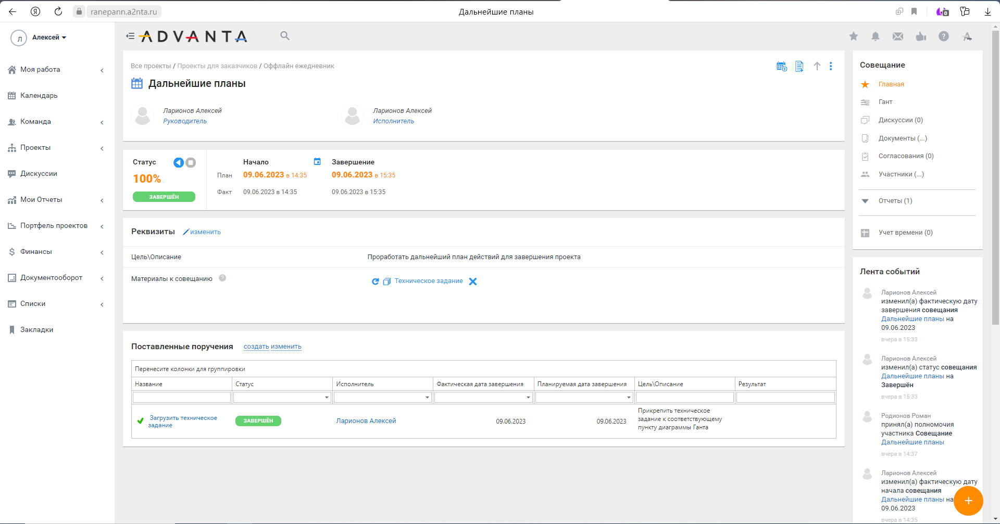 ranepann.a2nta.ru
Дальнейшие планы
0
Л
Алексей
Моя работа
Календарь
Команда
Проекты
Дискуссии
Мои Отчеты
Портфель проектов
Финансы
Документооборот
Списки
Закладки
ADVANTA
Все проекты / Проекты для заказчиков / Оффлайн ежедневник
Дальнейшие планы
Ларионов Алексей
Руководитель
Ларионов Алексей
Исполнитель
Статус
100%
ЗАВЕРШЁН
Начало
Завершение
План
09.06.2023 в 14:35
09.06.2023 в 15:35
Факт
09.06.2023 в 14:35
09.06.2023 в 15:35
Реквизиты
изменить
Цель\Описание
Проработать дальнейший план действий для завершения проекта
Материалы к совещанию
?
Техническое задание
Поставленные поручения
создать изменить
Перенесите колонки для группировки
Название
Статус
Исполнитель
Фактическая дата завершения
Планируемая дата завершения
Цель\Описание
Результат
Загрузить техническое
задание
ЗАВЕРШЁН
Ларионов Алексей
09.06.2023
09.06.2023
Прикрепить техническое
задание к соответствующему
пункту диаграммы Ганта
?
Совещание
Главная
Гант
Дискуссии (0)
Документы (...)
Согласования (0)
Участники (...)
Отчеты (1)
Учет времени (0)
Лента событий
Ларионов Алексей
изменил(а) фактическую дату
завершения совещания
Дальнейшие планы на
09.06.2023
вчера в 15:33
Ларионов Алексей
изменил(а) статус совещания
Дальнейшие планы на
Завершён
вчера в 15:33
Родионов Роман
принял(а) полномочия
участника Совещание
Дальнейшие планы
вчера в 14:37
Ларионов Алексей
изменил(а) фактическую дату
начала совещания
Дальнейшие планы на
09.06.2023
вчера в 14:35